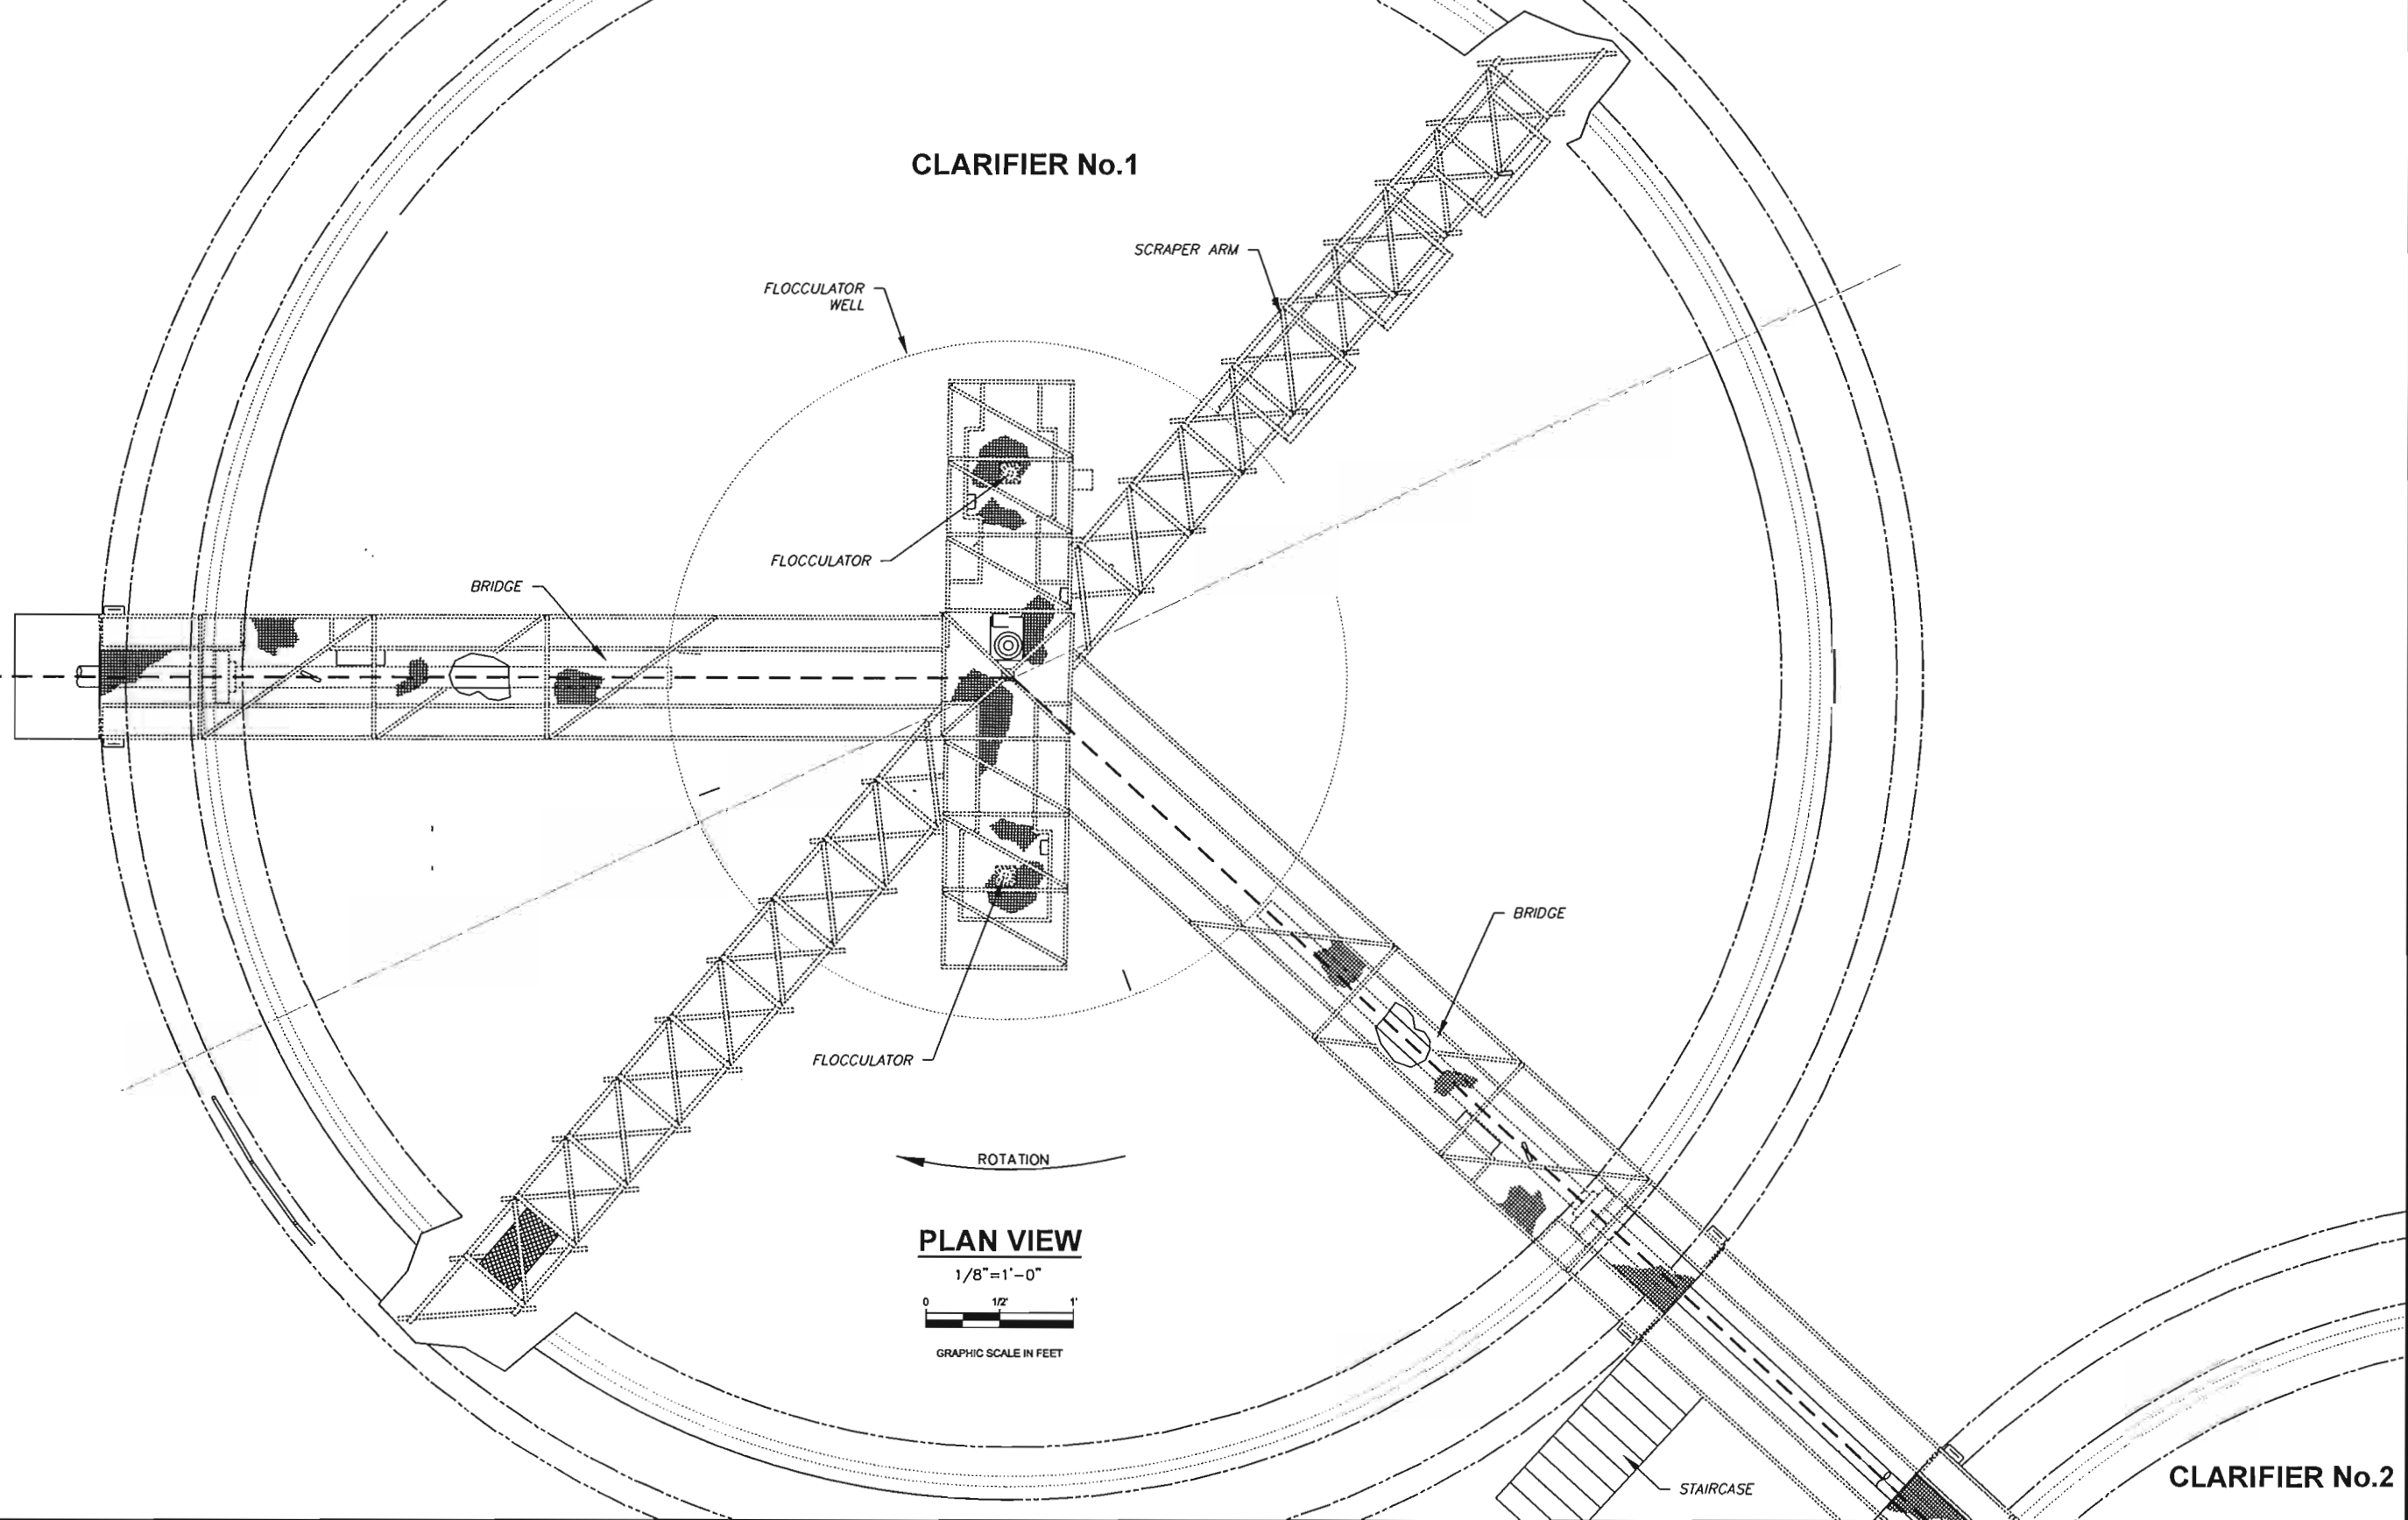 CLARIFIER No.1
SCRAPER ARM
FLOCCULATOR
WELL
FLOCCULATOR
BRIDGE
BRIDGE
FLOCCULATOR
ROTATION
PLAN VIEW
1/8"=1'-0"
0 1/2' 1'
GRAPHIC SCALE IN FEET
CLARIFIER No.2
STAIRCASE